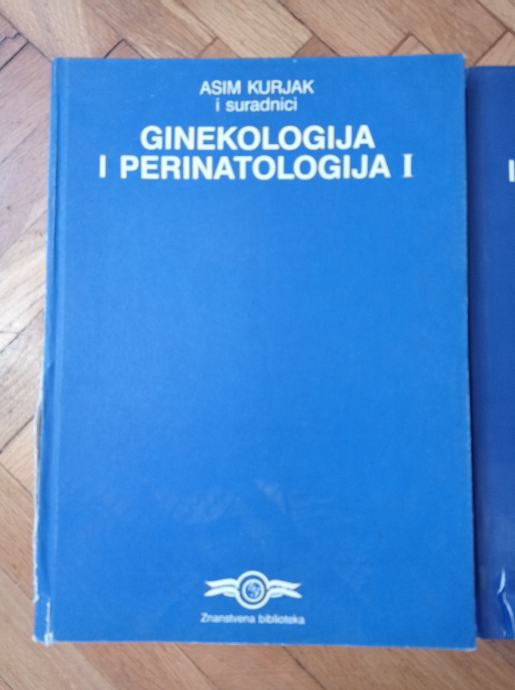 ASIM KURJAK
i suradnici
GINEKOLOGIJA
I PERINATOLOGIJA I
Znanstvena biblioteka
I